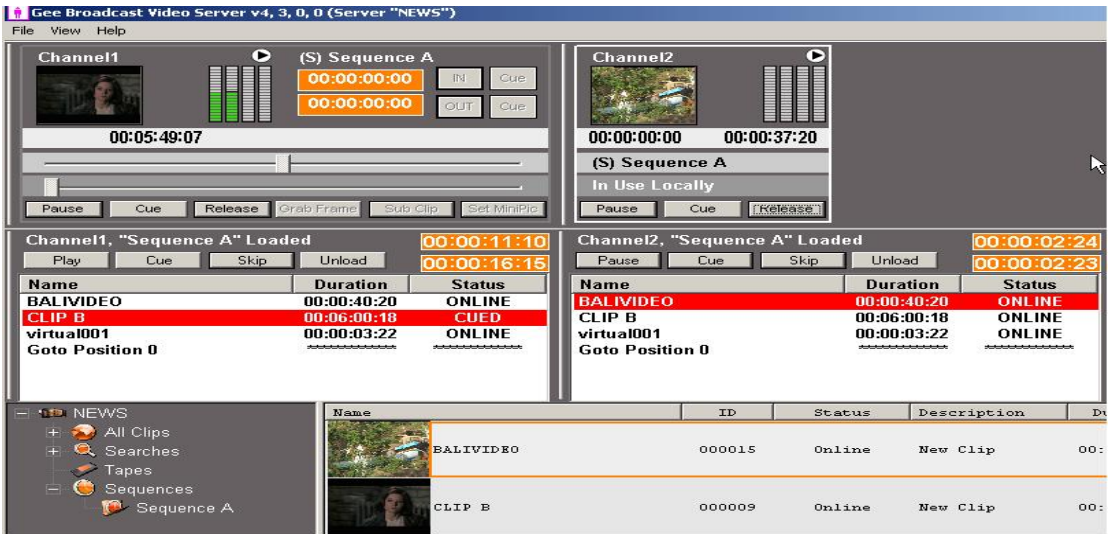 Gee Broadcast Video Server v4, 3, 0, 0 (Server "NEWS")
File View Help
Channel1 (S) Sequence A
00:00:00:00 IN Cue
00:00:00:00 OUT Cue
00:05:49:07
Pause Cue Release Grab Frame Sub Clip Set MiniPic
Channel2
00:00:00:00 00:00:37:20
(S) Sequence A
In Use Locally
Pause Cue Release
Channel1, "Sequence A" Loaded 00:00:11:10
Play Cue Skip Unload 00:00:16:15
Name Duration Status
BALIVIDEO 00:00:40:20 ONLINE
CLIP B 00:06:00:18 CUED
virtual001 00:00:03:22 ONLINE
Goto Position 0 ************ ************
Channel2, "Sequence A" Loaded 00:00:02:24
Pause Cue Skip Unload 00:00:02:23
Name Duration Status
BALIVIDEO 00:00:40:20 ONLINE
CLIP B 00:06:00:18 ONLINE
virtual001 00:00:03:22 ONLINE
Goto Position 0 ************ ************
NEWS
All Clips
Searches
Tapes
Sequences
Sequence A
Name ID Status Description Du
BALIVIDEO 000015 Online New Clip 00:
CLIP B 000009 Online New Clip 00: